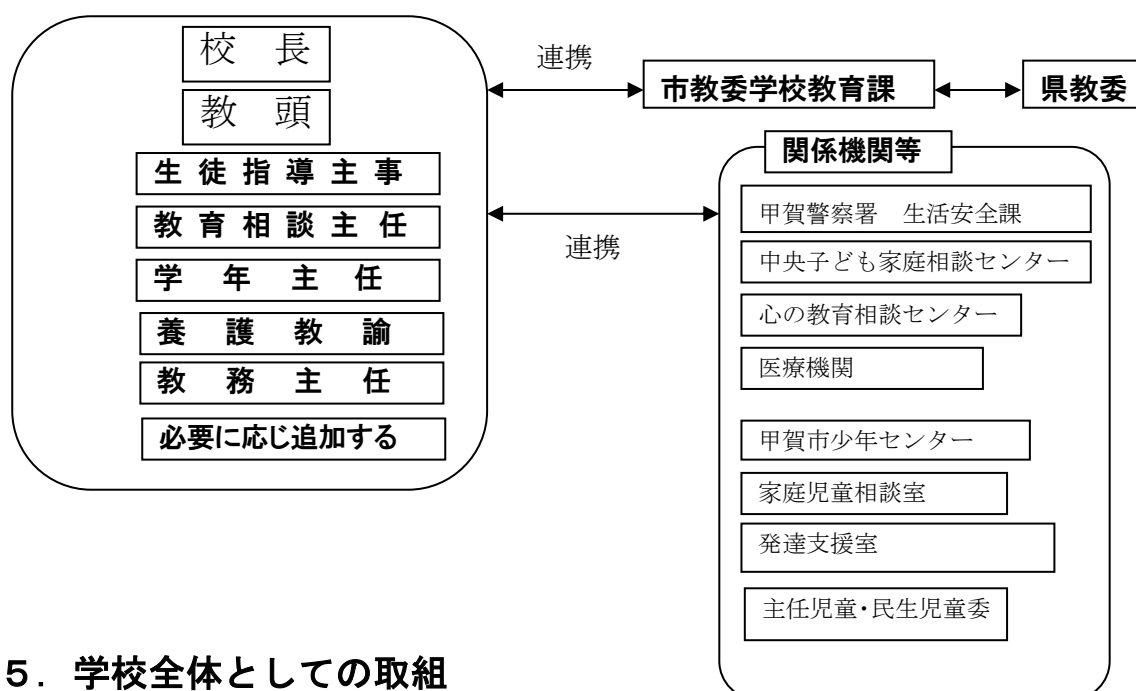 校　長
教　頭
生徒指導主事
教育相談主任
学年主任
養護教諭
教務主任
必要に応じ追加する
連携
市教委学校教育課
県教委
連携
関係機関等
甲賀警察署　生活安全課
中央子ども家庭相談センター
心の教育相談センター
医療機関
甲賀市少年センター
家庭児童相談室
発達支援室
主任児童・民生児童委
５．学校全体としての取組